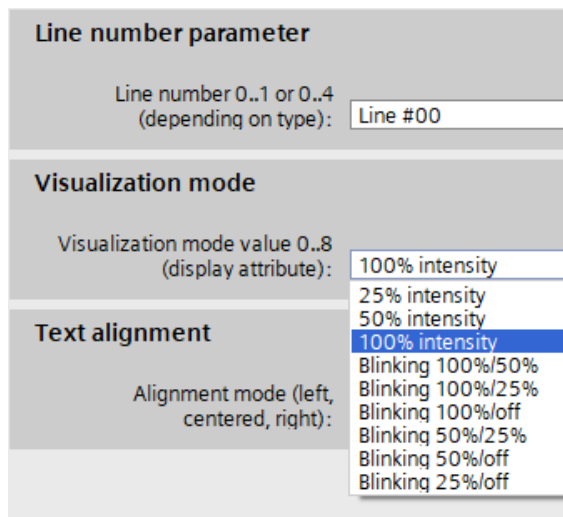 Line number parameter
Line number 0..1 or 0..4
(depending on type):
Line #00
Visualization mode
Visualization mode value 0..8
(display attribute):
100% intensity
25% intensity
50% intensity
100% intensity
Blinking 100%/50%
Blinking 100%/25%
Blinking 100%/off
Blinking 50%/25%
Blinking 50%/off
Blinking 25%/off
Text alignment
Alignment mode (left,
centered, right):